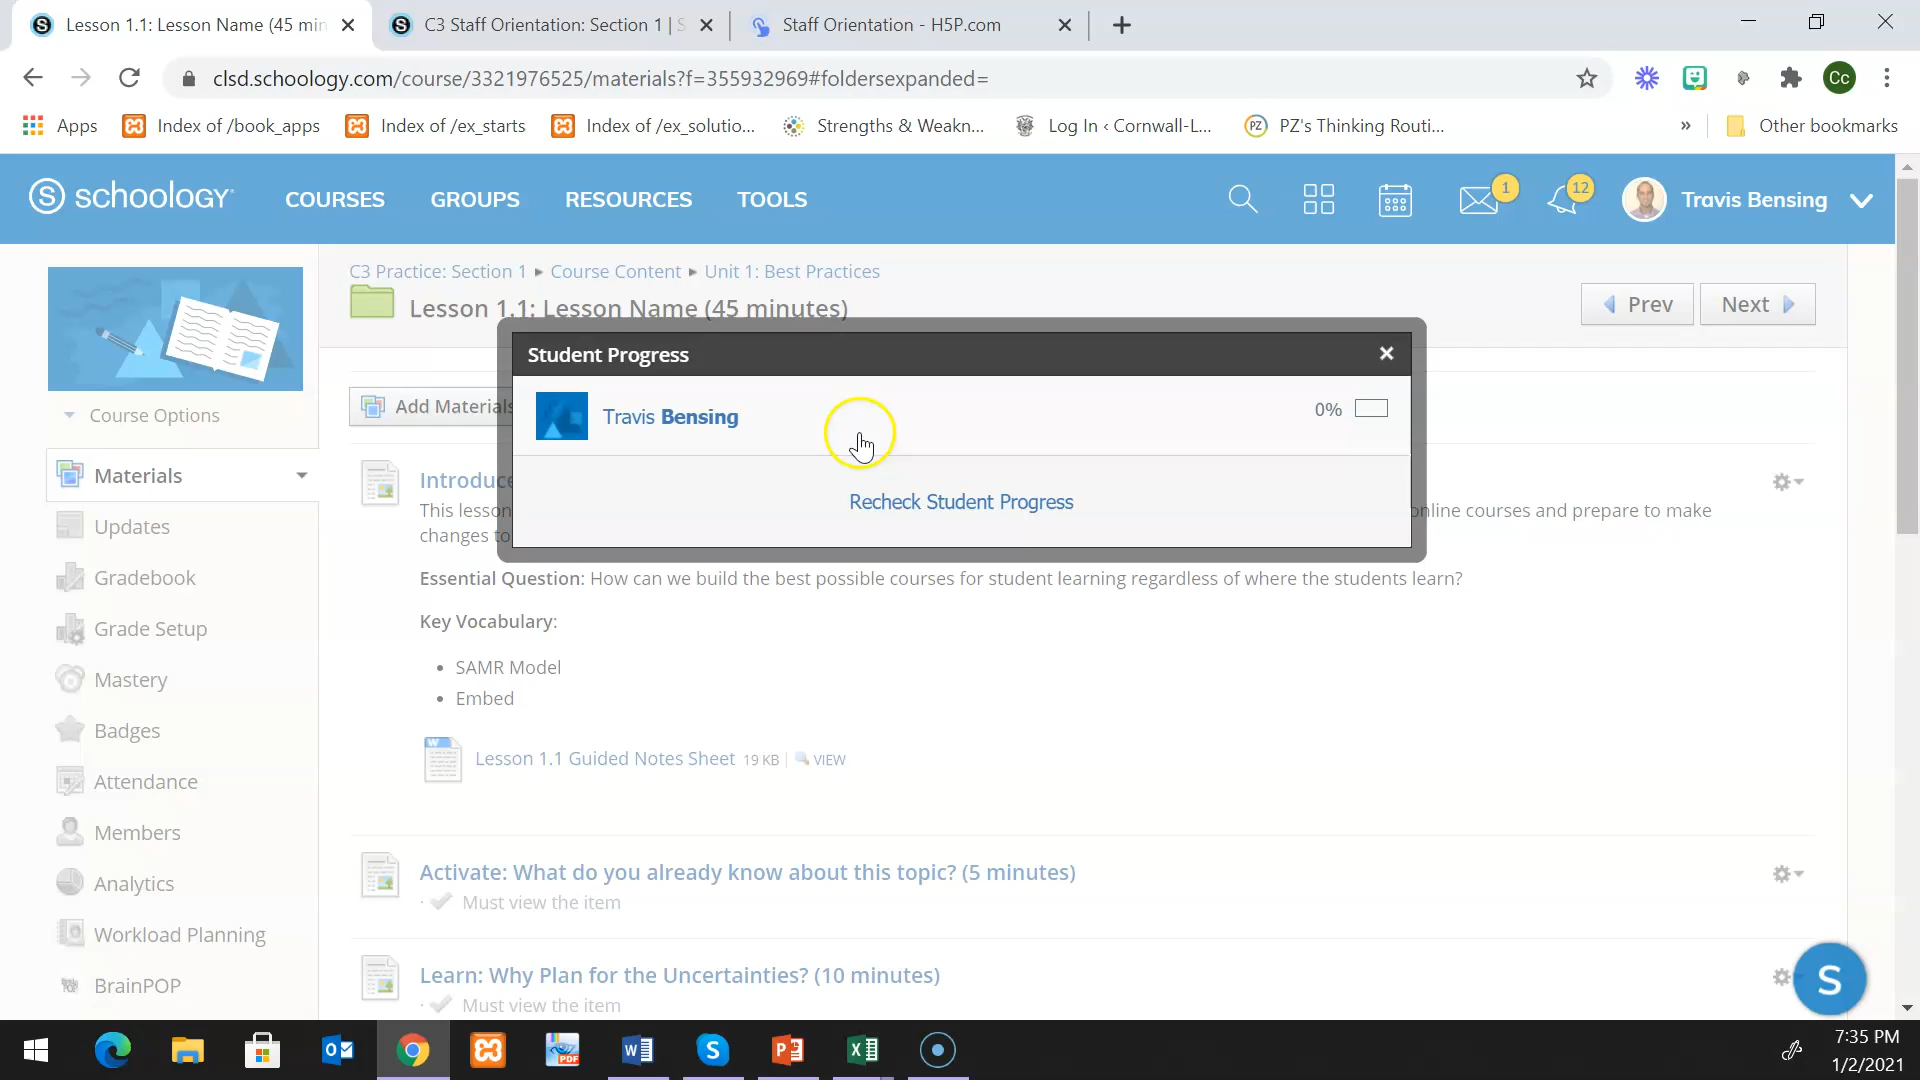 Lesson 1.1: Lesson Name (45 min
C3 Staff Orientation: Section 1 | S
Staff Orientation - H5P.com
clsd.schoology.com/course/3321976525/materials?f=355932969#foldersexpanded=
Cc
Apps
Index of /book_apps
Index of /ex_starts
Index of /ex_solutio...
Strengths & Weakn...
Log In ‹ Cornwall-L...
PZ
PZ's Thinking Routi...
»
Other bookmarks
S schoology
COURSES
GROUPS
RESOURCES
TOOLS
1
12
Travis Bensing
C3 Practice: Section 1 ▸ Course Content ▸ Unit 1: Best Practices
Lesson 1.1: Lesson Name (45 minutes)
Prev
Next
Course Options
Add Materials
Student Progress
Travis Bensing
0%
Recheck Student Progress
Materials
Updates
Gradebook
Grade Setup
Mastery
Badges
Attendance
Members
Analytics
Workload Planning
BrainPOP
Introduce
This lesson
nline courses and prepare to make
changes to
Essential Question: How can we build the best possible courses for student learning regardless of where the students learn?
Key Vocabulary:
• SAMR Model
• Embed
Lesson 1.1 Guided Notes Sheet 19 KB | VIEW
Activate: What do you already know about this topic? (5 minutes)
· Must view the item
Learn: Why Plan for the Uncertainties? (10 minutes)
· Must view the item
S
7:35 PM
1/2/2021